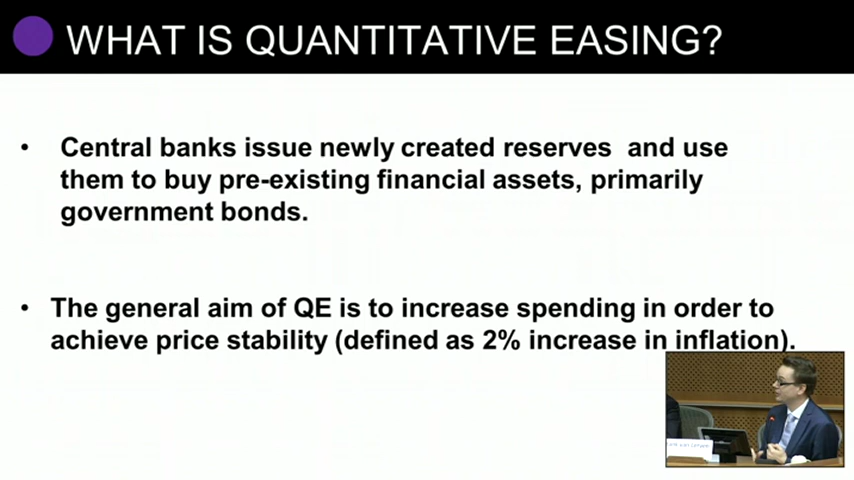 WHAT IS QUANTITATIVE EASING?
• Central banks issue newly created reserves and use
them to buy pre-existing financial assets, primarily
government bonds.
• The general aim of QE is to increase spending in order to
achieve price stability (defined as 2% increase in inflation).